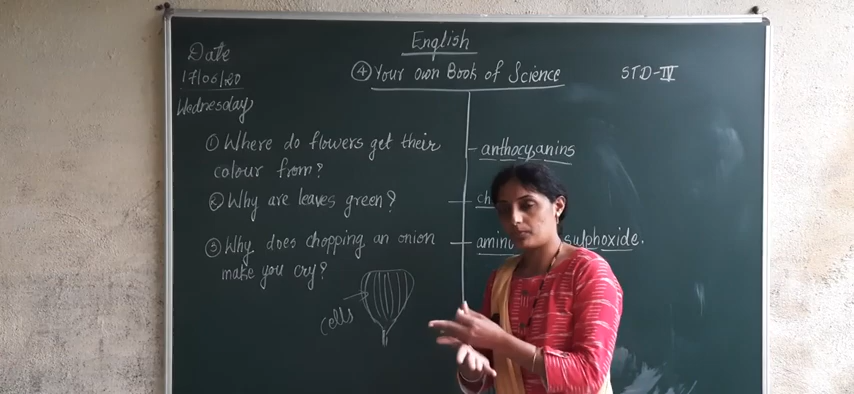 English
Date
17/06/20
Wednesday
④ Your own Book of Science
STD-IV
① Where do flowers get their
colour from?
- anthocyanins
② Why are leaves green?
③ Why does chopping an onion
make you cry?
sulphoxide.
cells